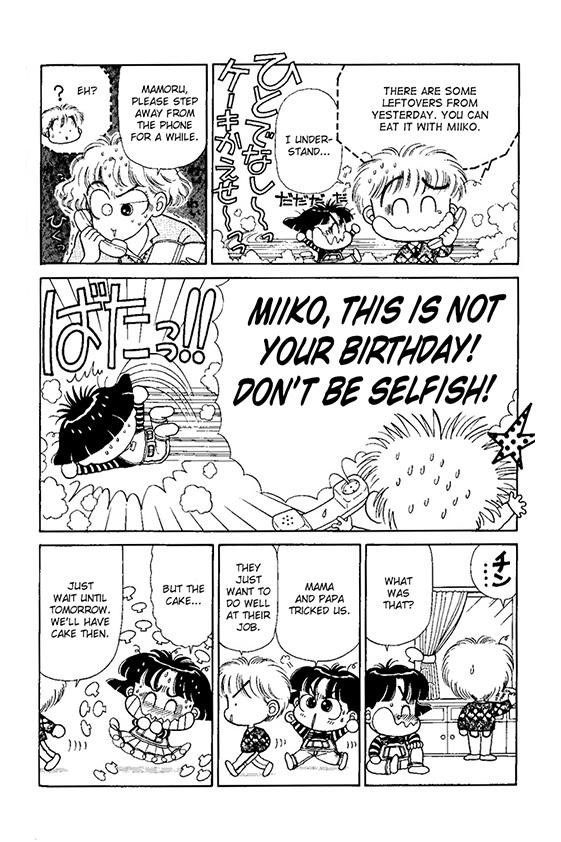 THERE ARE SOME
LEFTOVERS FROM
YESTERDAY. YOU CAN
EAT IT WITH MIIKO.
I UNDER-
STAND...
ひとでなし〜〜
ケーキかえせ〜っっ
だだだだだ
MAMORU,
PLEASE STEP
AWAY FROM
THE PHONE
FOR A WHILE.
EH?
?
MIIKO, THIS IS NOT
YOUR BIRTHDAY!
DON'T BE SELFISH!
ばたっ!!
チン
...
WHAT
WAS
THAT?
MAMA
AND PAPA
TRICKED US.
THEY
JUST
WANT TO
DO WELL
AT THEIR
JOB.
BUT THE
CAKE...
JUST
WAIT UNTIL
TOMORROW.
WE'LL HAVE
CAKE THEN.